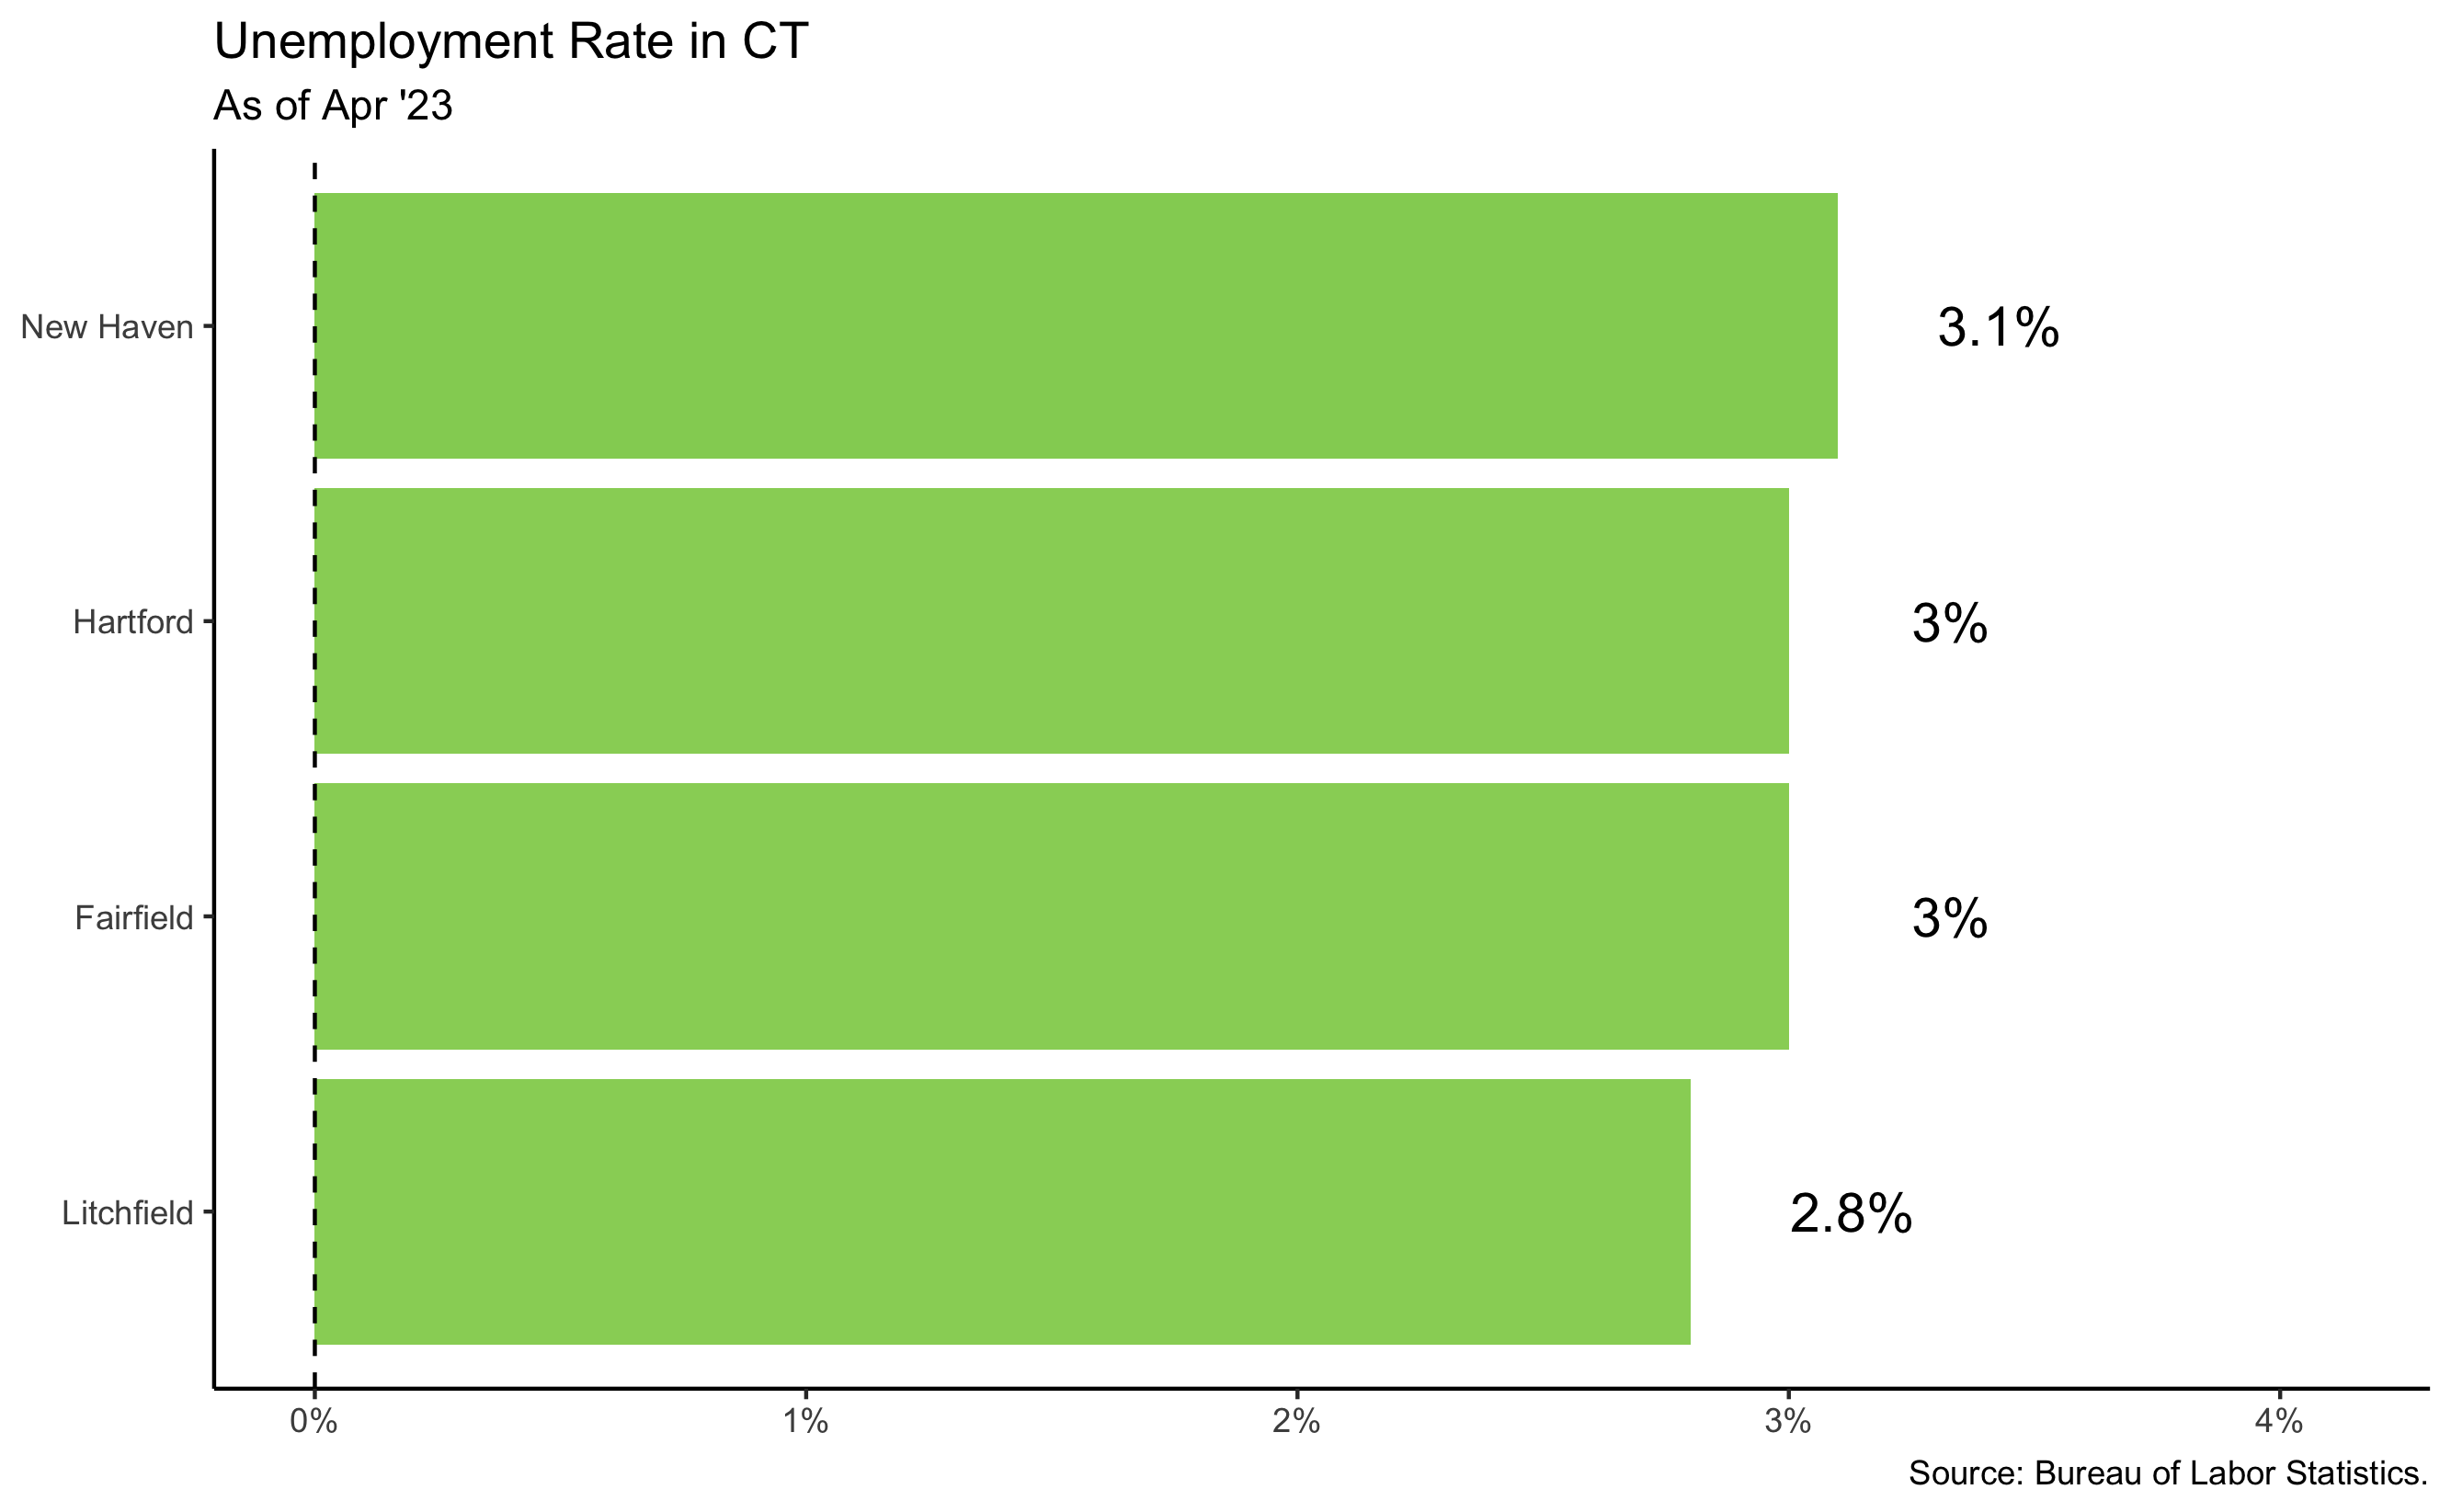 Unemployment Rate in CT
As of Apr '23
New Haven
3.1%
Hartford
3%
Fairfield
3%
Litchfield
2.8%
0% 1% 2% 3% 4%
Source: Bureau of Labor Statistics.